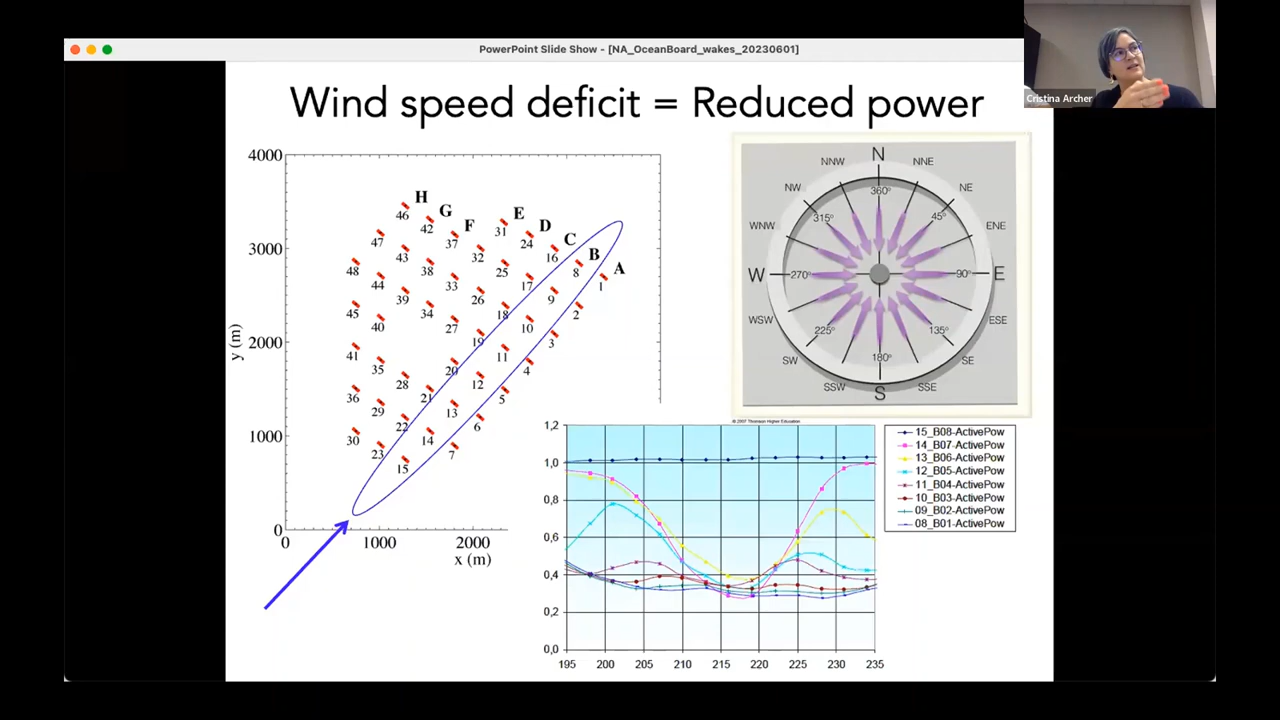 PowerPoint Slide Show - [NA_OceanBoard_wakes_20230601]
Cristina Archer
Wind speed deficit = Reduced power
4000
3000
2000
1000
0
y (m)
0 1000 2000
x (m)
H
G
F
E
D
C
B
A
46 42 37 31 24 16 8 1
47 43 38 32 25 17 9 2
48 44 39 33 26 18 10 3
45 40 34 27 19 11 4
41 35 28 20 12 5
36 29 21 13 6
30 22 14 7
23 15
N
NNW NNE
NW NE
WNW ENE
W E
WSW ESE
SW SE
SSW SSE
S
360°
315° 45°
270° 90°
225° 135°
180°
© 2007 Thomson Higher Education
1,2
1,0
0,8
0,6
0,4
0,2
0,0
195 200 205 210 215 220 225 230 235
15_B08-ActivePow
14_B07-ActivePow
13_B06-ActivePow
12_B05-ActivePow
11_B04-ActivePow
10_B03-ActivePow
09_B02-ActivePow
08_B01-ActivePow